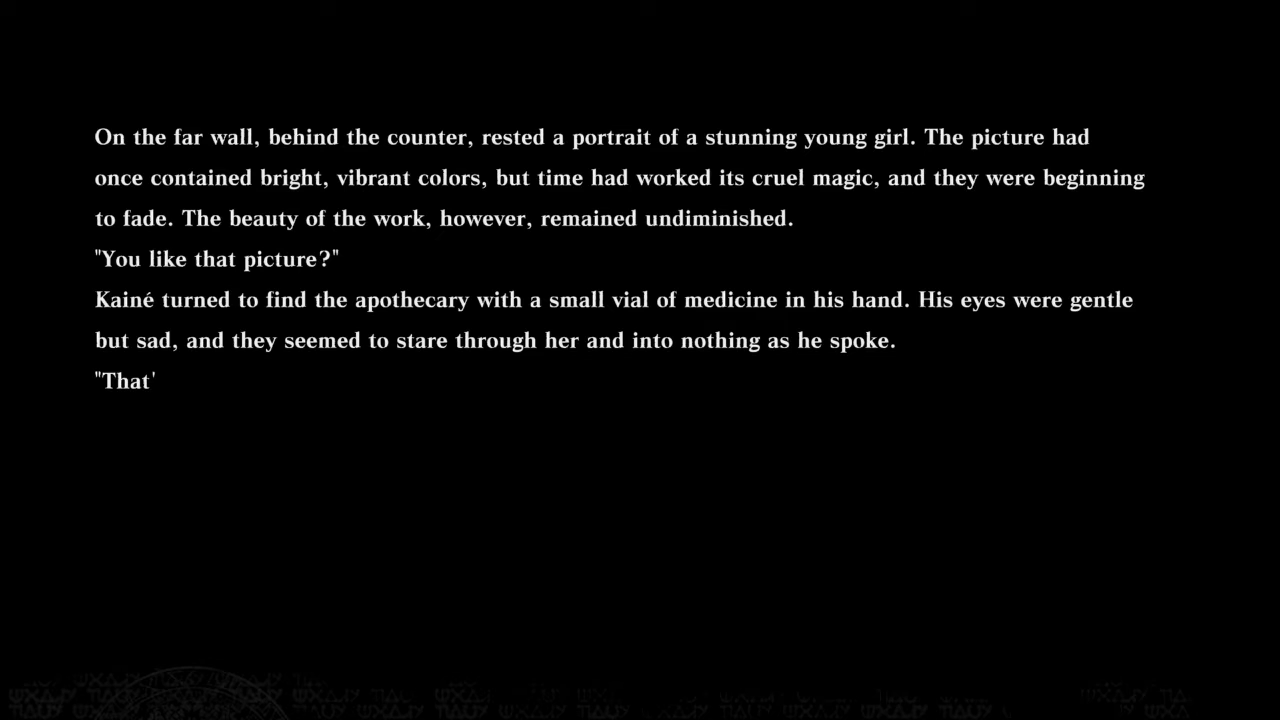 On the far wall, behind the counter, rested a portrait of a stunning young girl. The picture had
once contained bright, vibrant colors, but time had worked its cruel magic, and they were beginning
to fade. The beauty of the work, however, remained undiminished.
"You like that picture?"
Kainé turned to find the apothecary with a small vial of medicine in his hand. His eyes were gentle
but sad, and they seemed to stare through her and into nothing as he spoke.
"That'